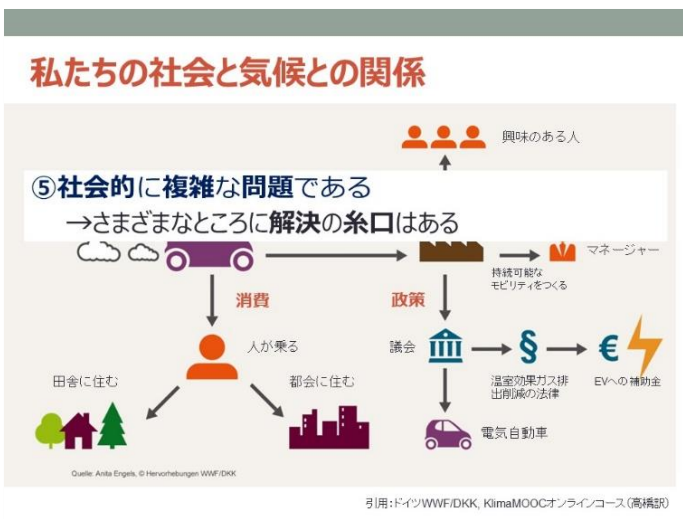 私たちの社会と気候との関係
興味のある人
⑤社会的に複雑な問題である
→さまざまなところに解決の糸口はある
マネージャー
持続可能な
モビリティをつくる
消費
政策
人が乗る
議会
§
€
田舎に住む
都会に住む
温室効果ガス排
出削減の法律
EVへの補助金
電気自動車
Quelle: Anita Engels, © Hervorhebungen WWF/DKK
引用:ドイツWWF/DKK, KlimaMOOCオンラインコース(高橋訳)